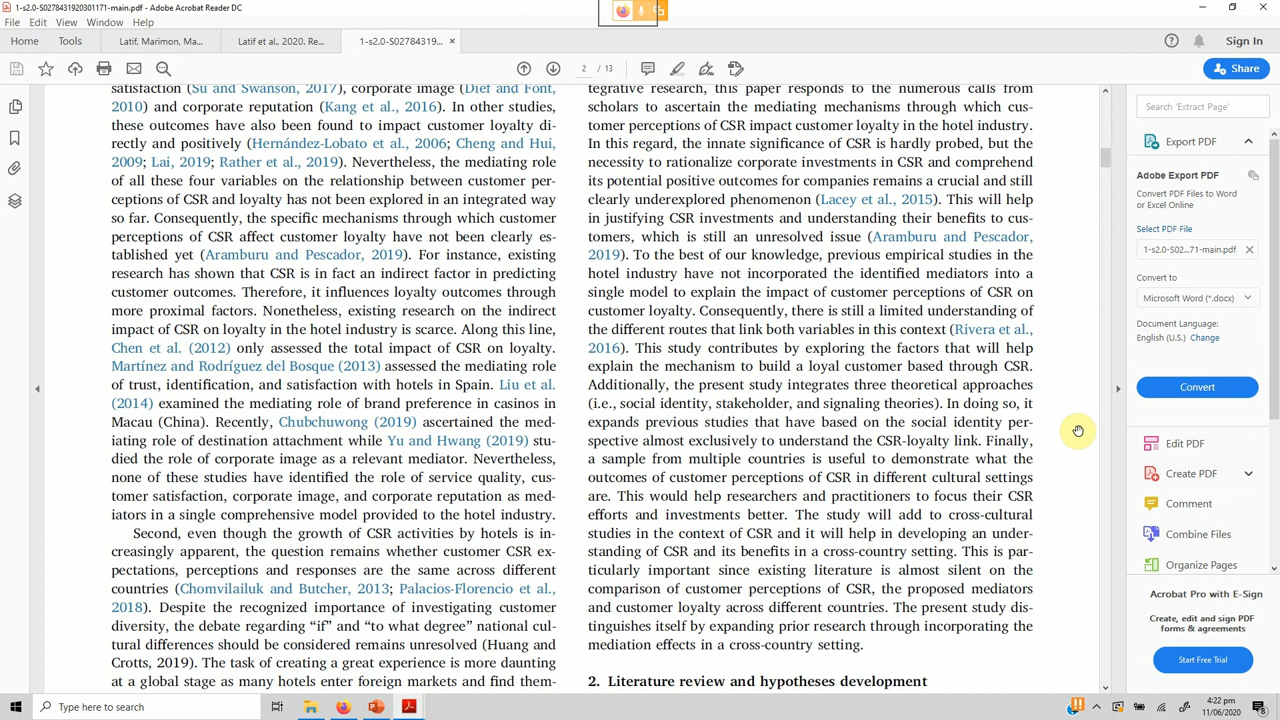 1-s2.0-S0278431920301171-main.pdf - Adobe Acrobat Reader DC
File Edit View Window Help
Home Tools Latif, Marimon, Ma... Latif et al., 2020. Re... 1-s2.0-S02784319... × Sign In
2 / 13 Share
satisfaction (Su and Swanson, 2017), corporate image (Dief and Font,
2010) and corporate reputation (Kang et al., 2016). In other studies,
these outcomes have also been found to impact customer loyalty di-
rectly and positively (Hernández-Lobato et al., 2006; Cheng and Hui,
2009; Lai, 2019; Rather et al., 2019). Nevertheless, the mediating role
of all these four variables on the relationship between customer per-
ceptions of CSR and loyalty has not been explored in an integrated way
so far. Consequently, the specific mechanisms through which customer
perceptions of CSR affect customer loyalty have not been clearly es-
tablished yet (Aramburu and Pescador, 2019). For instance, existing
research has shown that CSR is in fact an indirect factor in predicting
customer outcomes. Therefore, it influences loyalty outcomes through
more proximal factors. Nonetheless, existing research on the indirect
impact of CSR on loyalty in the hotel industry is scarce. Along this line,
Chen et al. (2012) only assessed the total impact of CSR on loyalty.
Martínez and Rodríguez del Bosque (2013) assessed the mediating role
of trust, identification, and satisfaction with hotels in Spain. Liu et al.
(2014) examined the mediating role of brand preference in casinos in
Macau (China). Recently, Chubchuwong (2019) ascertained the med-
iating role of destination attachment while Yu and Hwang (2019) stu-
died the role of corporate image as a relevant mediator. Nevertheless,
none of these studies have identified the role of service quality, cus-
tomer satisfaction, corporate image, and corporate reputation as med-
iators in a single comprehensive model provided to the hotel industry.
Second, even though the growth of CSR activities by hotels is in-
creasingly apparent, the question remains whether customer CSR ex-
pectations, perceptions and responses are the same across different
countries (Chomvilailuk and Butcher, 2013; Palacios-Florencio et al.,
2018). Despite the recognized importance of investigating customer
diversity, the debate regarding “if” and “to what degree” national cul-
tural differences should be considered remains unresolved (Huang and
Crotts, 2019). The task of creating a great experience is more daunting
at a global stage as many hotels enter foreign markets and find them-
tegrative research, this paper responds to the numerous calls from
scholars to ascertain the mediating mechanisms through which cus-
tomer perceptions of CSR impact customer loyalty in the hotel industry.
In this regard, the innate significance of CSR is hardly probed, but the
necessity to rationalize corporate investments in CSR and comprehend
its potential positive outcomes for companies remains a crucial and still
clearly underexplored phenomenon (Lacey et al., 2015). This will help
in justifying CSR investments and understanding their benefits to cus-
tomers, which is still an unresolved issue (Aramburu and Pescador,
2019). To the best of our knowledge, previous empirical studies in the
hotel industry have not incorporated the identified mediators into a
single model to explain the impact of customer perceptions of CSR on
customer loyalty. Consequently, there is still a limited understanding of
the different routes that link both variables in this context (Rivera et al.,
2016). This study contributes by exploring the factors that will help
explain the mechanism to build a loyal customer based through CSR.
Additionally, the present study integrates three theoretical approaches
(i.e., social identity, stakeholder, and signaling theories). In doing so, it
expands previous studies that have based on the social identity per-
spective almost exclusively to understand the CSR-loyalty link. Finally,
a sample from multiple countries is useful to demonstrate what the
outcomes of customer perceptions of CSR in different cultural settings
are. This would help researchers and practitioners to focus their CSR
efforts and investments better. The study will add to cross-cultural
studies in the context of CSR and it will help in developing an under-
standing of CSR and its benefits in a cross-country setting. This is par-
ticularly important since existing literature is almost silent on the
comparison of customer perceptions of CSR, the proposed mediators
and customer loyalty across different countries. The present study dis-
tinguishes itself by expanding prior research through incorporating the
mediation effects in a cross-country setting.
2. Literature review and hypotheses development
Search 'Extract Page'
Export PDF
Adobe Export PDF
Convert PDF Files to Word
or Excel Online
Select PDF File
1-s2.0-S02...71-main.pdf ×
Convert to
Microsoft Word (*.docx)
Document Language:
English (U.S.) Change
Convert
Edit PDF
Create PDF
Comment
Combine Files
Organize Pages
Acrobat Pro with E-Sign
Create, edit and sign PDF
forms & agreements
Start Free Trial
Type here to search
4:22 pm
11/06/2020
8